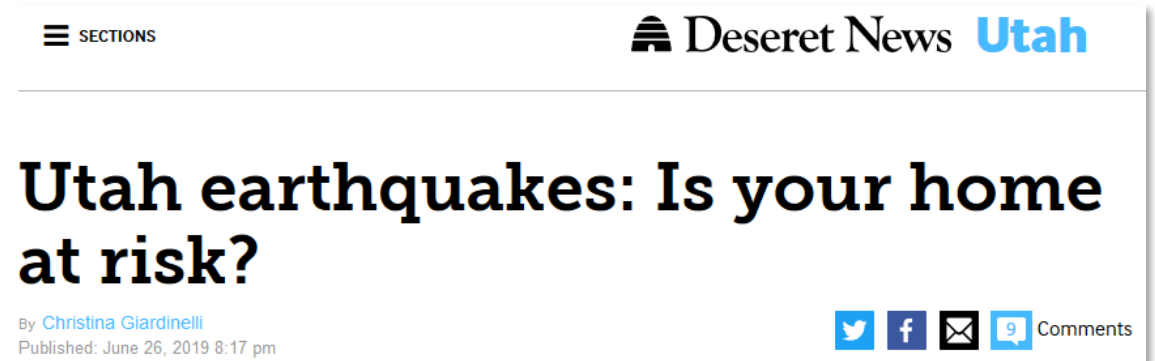 SECTIONS
Deseret News Utah
Utah earthquakes: Is your home
at risk?
By Christina Giardinelli
Published: June 26, 2019 8:17 pm
9 Comments